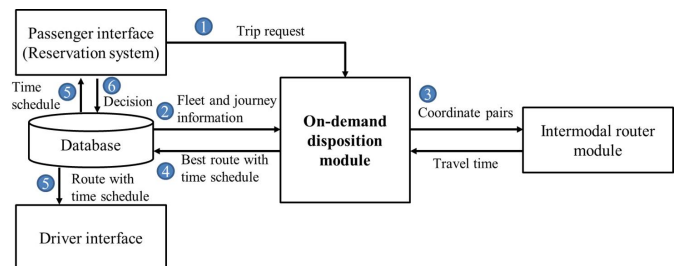 Passenger interface
(Reservation system)
1
Trip request
Time
schedule
5
6
Decision
2
Fleet and journey
information
3
Coordinate pairs
On-demand
disposition
module
Intermodal router
module
Database
4
Best route with
time schedule
Travel time
5
Route with
time schedule
Driver interface